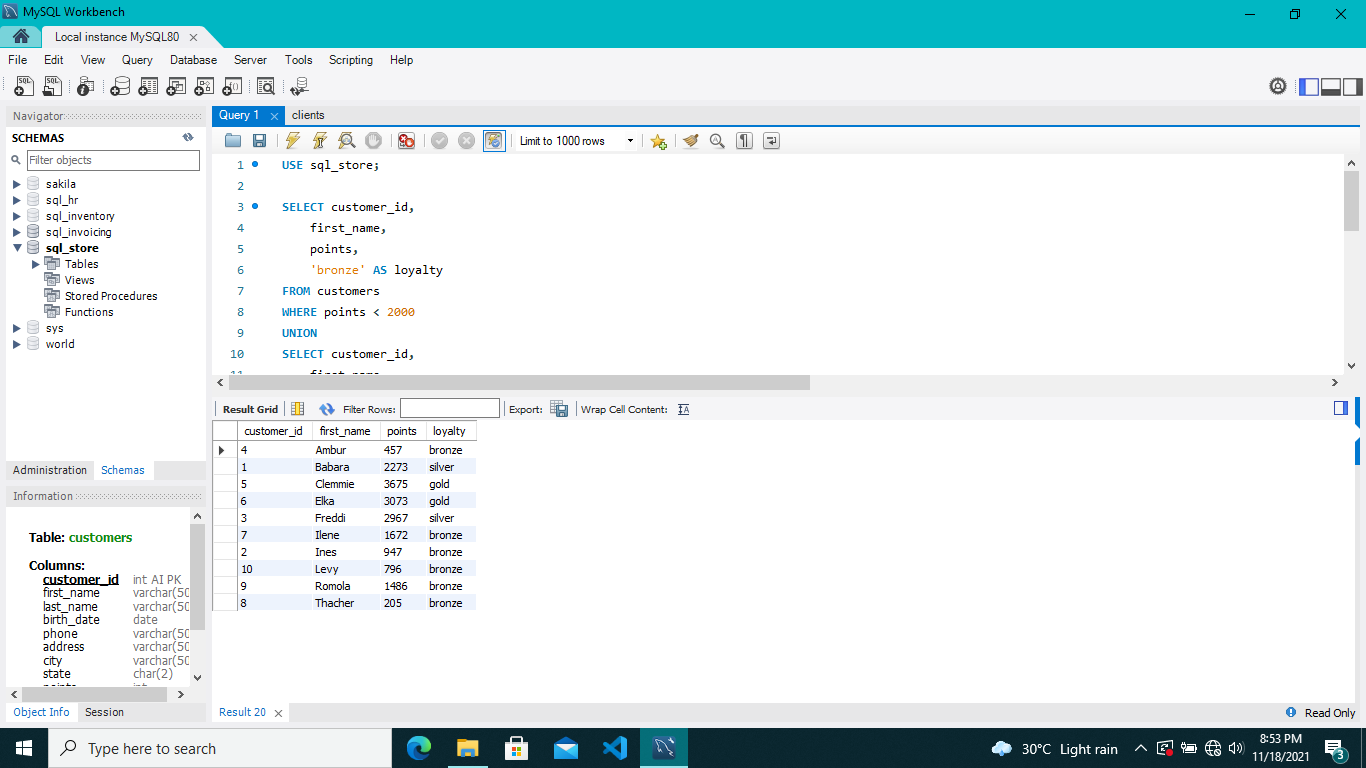 MySQL Workbench
Local instance MySQL80
File Edit View Query Database Server Tools Scripting Help
Navigator
SCHEMAS
Filter objects
sakila
sql_hr
sql_inventory
sql_invoicing
sql_store
Tables
Views
Stored Procedures
Functions
sys
world
Administration Schemas
Information
Table: customers
Columns:
customer_id int AI PK
first_name varchar(50
last_name varchar(50
birth_date date
phone varchar(50
address varchar(50
city varchar(50
state char(2)
points int
Object Info Session
Query 1 clients
Limit to 1000 rows
1 USE sql_store;
2
3 SELECT customer_id,
4 first_name,
5 points,
6 'bronze' AS loyalty
7 FROM customers
8 WHERE points < 2000
9 UNION
10 SELECT customer_id,
11 first_name
Result Grid Filter Rows: Export: Wrap Cell Content:
customer_id first_name points loyalty
4 Ambur 457 bronze
1 Babara 2273 silver
5 Clemmie 3675 gold
6 Elka 3073 gold
3 Freddi 2967 silver
7 Ilene 1672 bronze
2 Ines 947 bronze
10 Levy 796 bronze
9 Romola 1486 bronze
8 Thacher 205 bronze
Result 20
Read Only
Type here to search
30°C Light rain
8:53 PM
11/18/2021
3